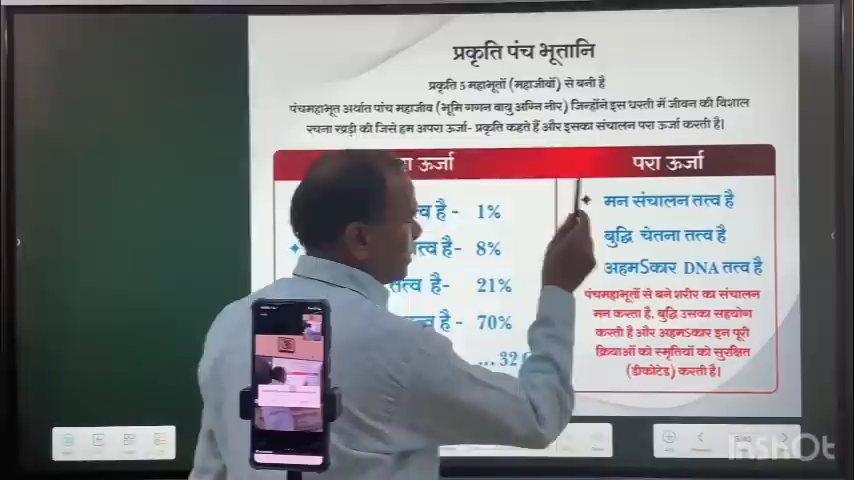 प्रकृति पंच भूतानि
प्रकृति 5 महाभूतों (महाजीवों) से बनी है
पंचमहाभूत अर्थात पांच महाजीव (भूमि गगन वायु अग्नि नीर) जिन्होंने इस धरती में जीवन की विशाल
रचना खड़ी की जिसे हम अपरा ऊर्जा- प्रकृति कहते हैं और इसका संचालन परा ऊर्जा करती है।
रा ऊर्जा
त्व है - 1%
तत्व है- 8%
तत्व है- 21%
त्व है - 70%
...32
परा ऊर्जा
मन संचालन तत्व है
बुद्धि चेतना तत्व है
अहमSकार DNA तत्व है
पंचमहाभूतों से बने शरीर का संचालन
मन करता है, बुद्धि उसका सहयोग
करती है और अहमSकार इन पूरी
क्रियाओं को स्मृतियों को सुरक्षित
(डीकोटेड) करती है।
InShOt